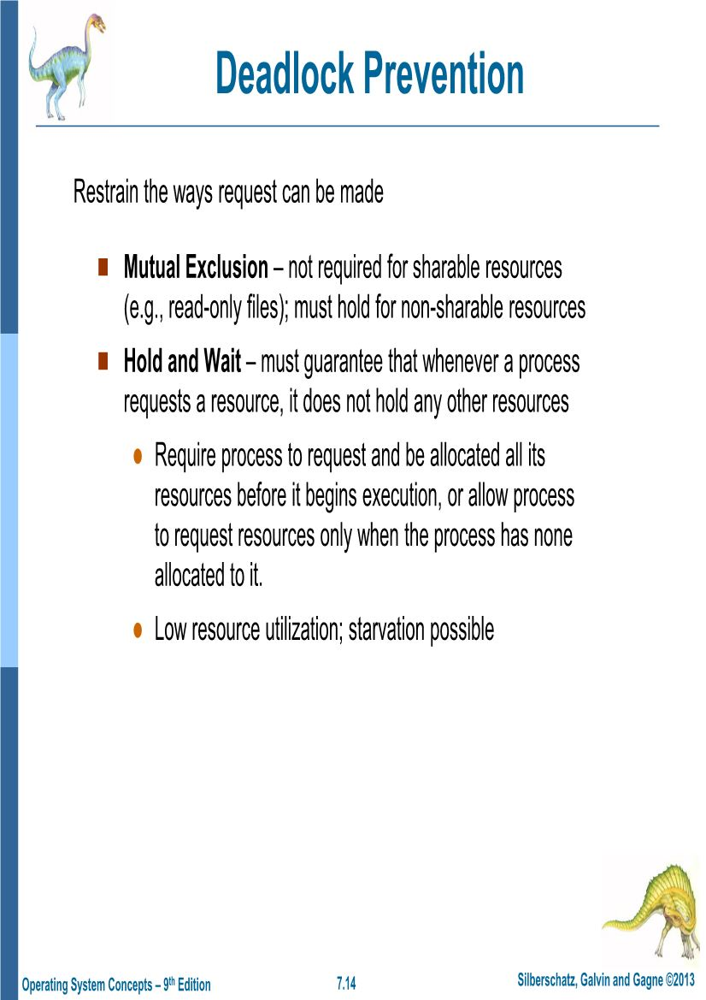 Deadlock Prevention
Restrain the ways request can be made
■ Mutual Exclusion – not required for sharable resources
(e.g., read-only files); must hold for non-sharable resources
■ Hold and Wait – must guarantee that whenever a process
requests a resource, it does not hold any other resources
● Require process to request and be allocated all its
resources before it begins execution, or allow process
to request resources only when the process has none
allocated to it.
● Low resource utilization; starvation possible
Operating System Concepts – 9th Edition
7.14
Silberschatz, Galvin and Gagne ©2013